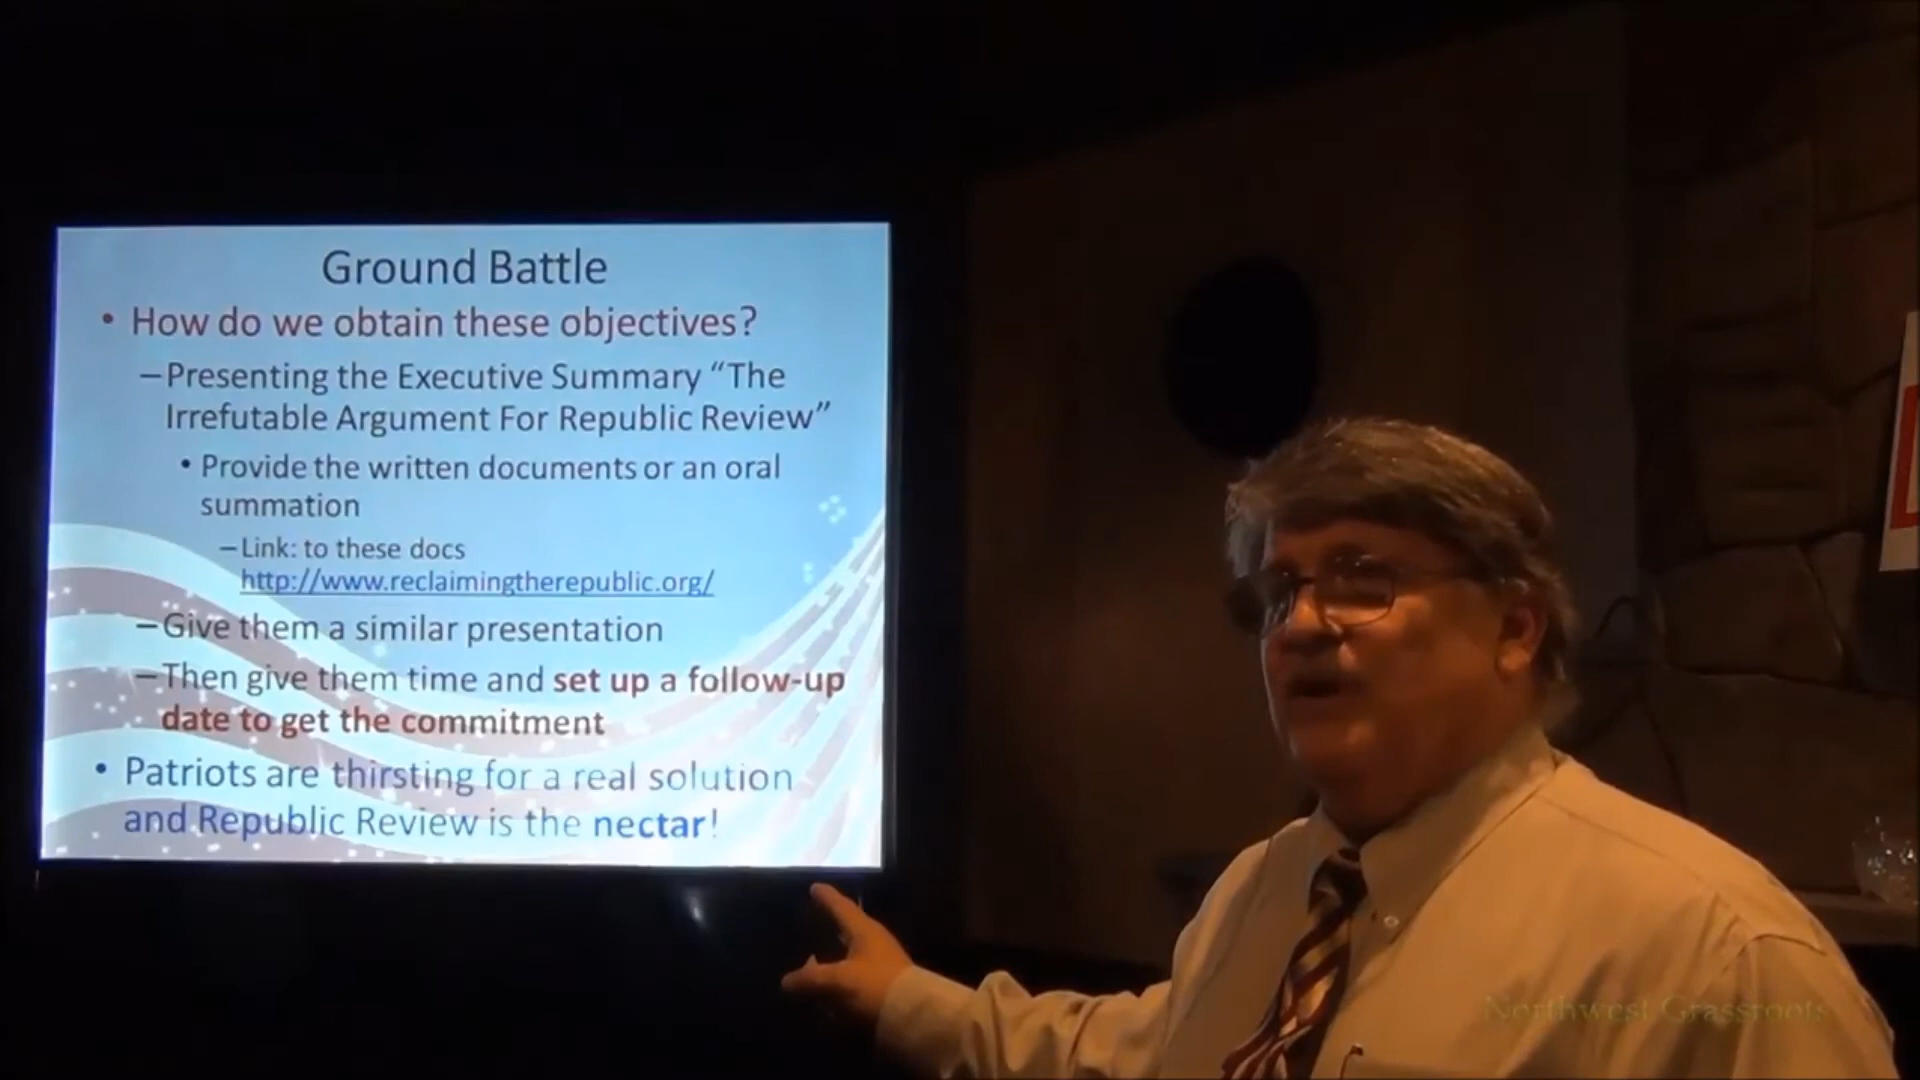 Ground Battle
• How do we obtain these objectives?
–Presenting the Executive Summary “The
Irrefutable Argument For Republic Review”
• Provide the written documents or an oral
summation
–Link: to these docs
http://www.reclaimingtherepublic.org/
–Give them a similar presentation
–Then give them time and set up a follow-up
date to get the commitment
• Patriots are thirsting for a real solution
and Republic Review is the nectar!
Northwest Grassroots